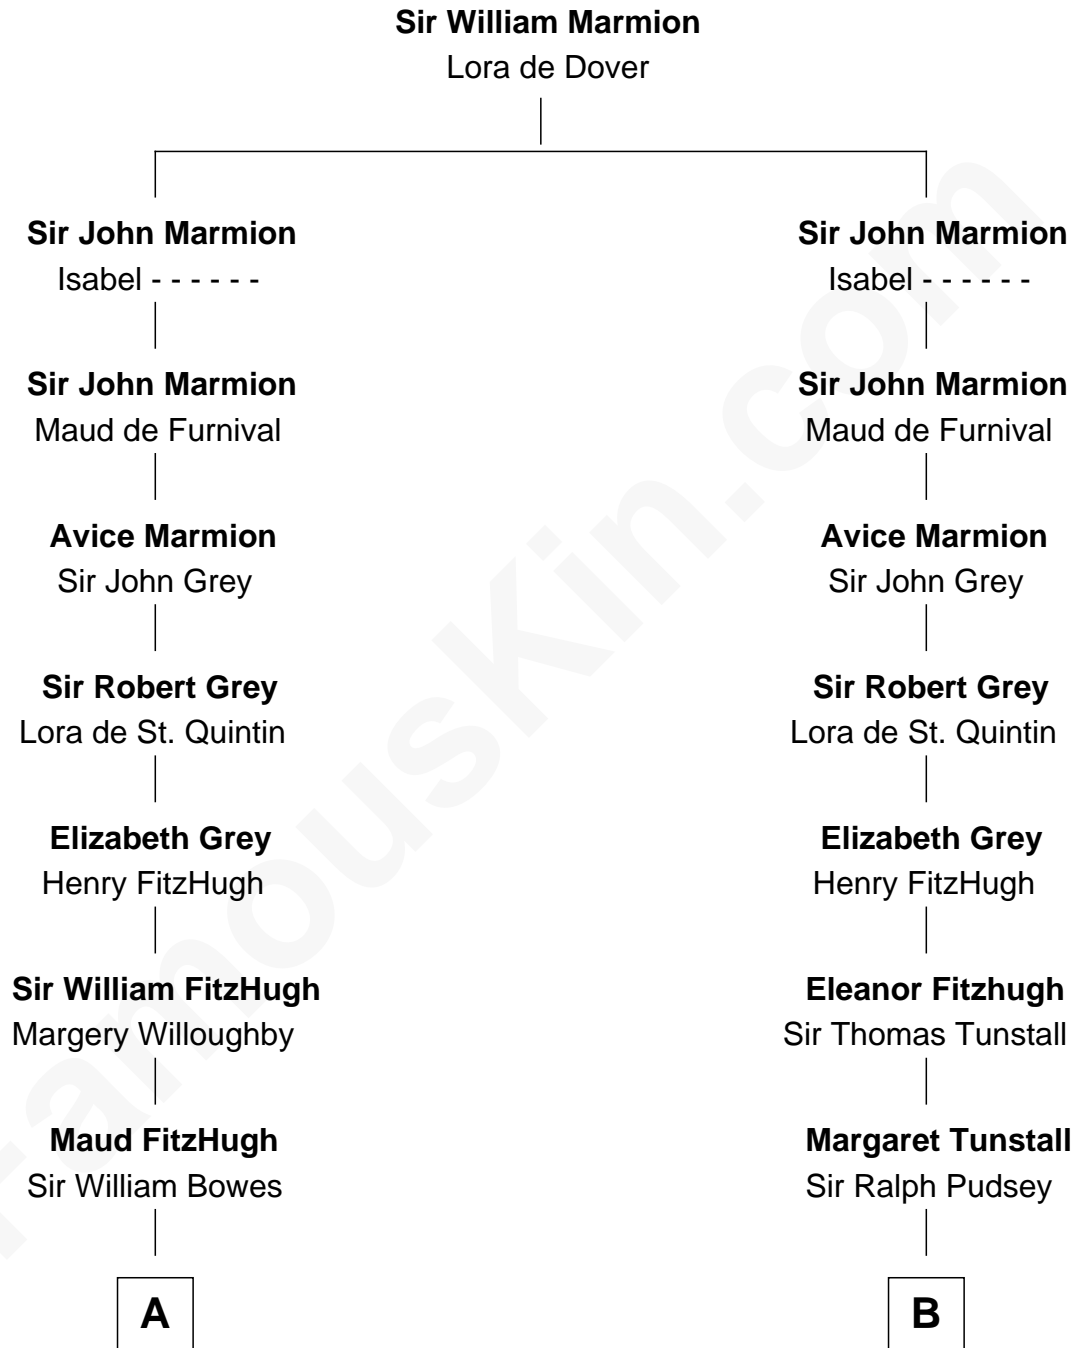 Sir William Marmion
Lora de Dover
Sir John Marmion
Isabel - - - - - -
Sir John Marmion
Maud de Furnival
Avice Marmion
Sir John Grey
Sir Robert Grey
Lora de St. Quintin
Elizabeth Grey
Henry FitzHugh
Sir William FitzHugh
Margery Willoughby
Maud FitzHugh
Sir William Bowes
A
Sir John Marmion
Isabel - - - - - -
Sir John Marmion
Maud de Furnival
Avice Marmion
Sir John Grey
Sir Robert Grey
Lora de St. Quintin
Elizabeth Grey
Henry FitzHugh
Eleanor Fitzhugh
Sir Thomas Tunstall
Margaret Tunstall
Sir Ralph Pudsey
B
FamousKin.com